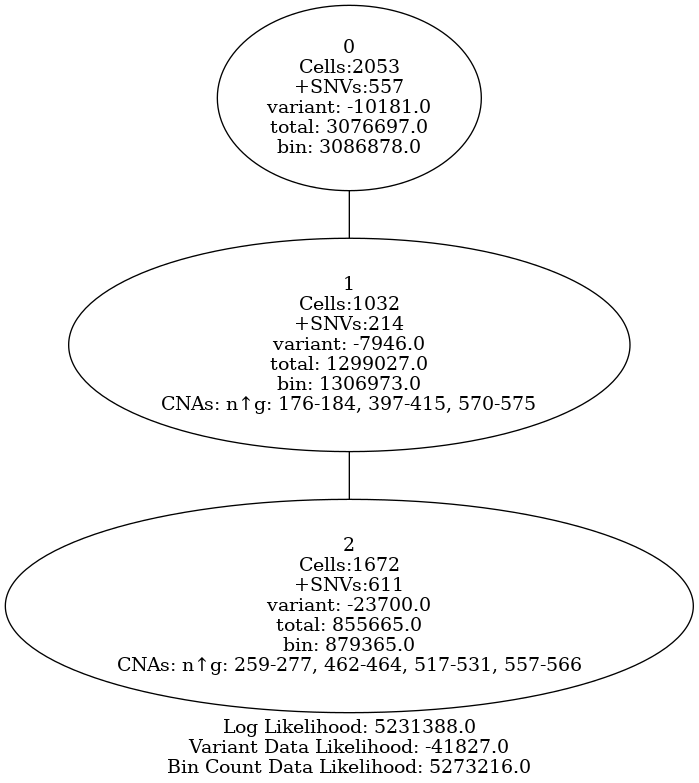 0
Cells:2053
+SNVs:557
variant: -10181.0
total: 3076697.0
bin: 3086878.0
1
Cells:1032
+SNVs:214
variant: -7946.0
total: 1299027.0
bin: 1306973.0
CNAs: n↑g: 176-184, 397-415, 570-575
2
Cells:1672
+SNVs:611
variant: -23700.0
total: 855665.0
bin: 879365.0
CNAs: n↑g: 259-277, 462-464, 517-531, 557-566
Log Likelihood: 5231388.0
Variant Data Likelihood: -41827.0
Bin Count Data Likelihood: 5273216.0